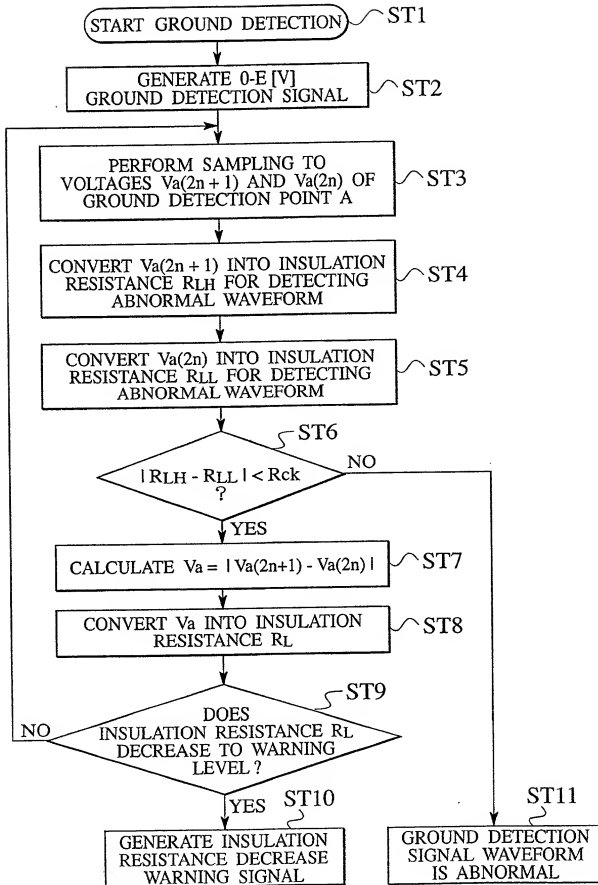 START GROUND DETECTION
ST1
GENERATE 0-E [V]
GROUND DETECTION SIGNAL
ST2
PERFORM SAMPLING TO
VOLTAGES Va(2n + 1) AND Va(2n) OF
GROUND DETECTION POINT A
ST3
CONVERT Va(2n + 1) INTO INSULATION
RESISTANCE RLH FOR DETECTING
ABNORMAL WAVEFORM
ST4
CONVERT Va(2n) INTO INSULATION
RESISTANCE RLL FOR DETECTING
ABNORMAL WAVEFORM
ST5
ST6
| RLH - RLL | < Rck
?
NO
YES
CALCULATE Va = | Va(2n+1) - Va(2n) |
ST7
CONVERT Va INTO INSULATION
RESISTANCE RL
ST8
ST9
DOES
INSULATION RESISTANCE RL
DECREASE TO WARNING
LEVEL ?
NO
YES
ST10
GENERATE INSULATION
RESISTANCE DECREASE
WARNING SIGNAL
ST11
GROUND DETECTION
SIGNAL WAVEFORM
IS ABNORMAL